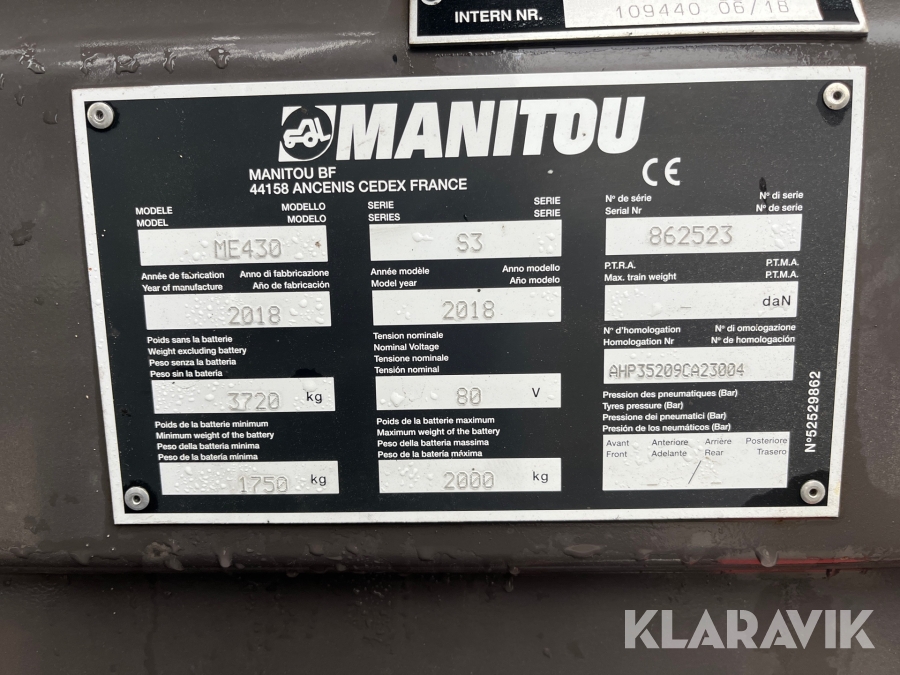 INTERN NR. 109440 06/18
MANITOU
MANITOU BF
44158 ANCENIS CEDEX FRANCE
CE
MODELE MODELLO
MODEL MODELO
ME430
SERIE SERIE
SERIES SERIE
S3
N° de série N° di serie
Serial Nr N° de serie
862523
Année de fabrication Anno di fabbricazione
Year of manufacture Año de fabricación
2018
Année modèle Anno modello
Model year Año modelo
2018
P.T.R.A. P.T.M.A.
Max. train weight P.T.M.A.
- daN
Poids sans la batterie
Weight excluding battery
Peso senza la batteria
Peso sin la bateria
3720 kg
Tension nominale
Nominal Voltage
Tensione nominale
Tensión nominal
80 V
N° d'homologation N° di omologazione
Homologation Nr N° de homologación
AHP35209CA23004
Poids de la batterie minimum
Minimum weight of the battery
Peso della batteria minima
Peso de la batería mínima
1750 kg
Poids de la batterie maximum
Maximum weight of the battery
Peso della batteria massima
Peso de la batería máxima
2000 kg
Pression des pneumatiques (Bar)
Tyres pressure (Bar)
Pressione dei pneumatici (Bar)
Presión de los neumáticos (Bar)
Avant Anteriore Arrière Posteriore
Front Adelante Rear Trasero
- / -
N°52529862
KLARAVIK